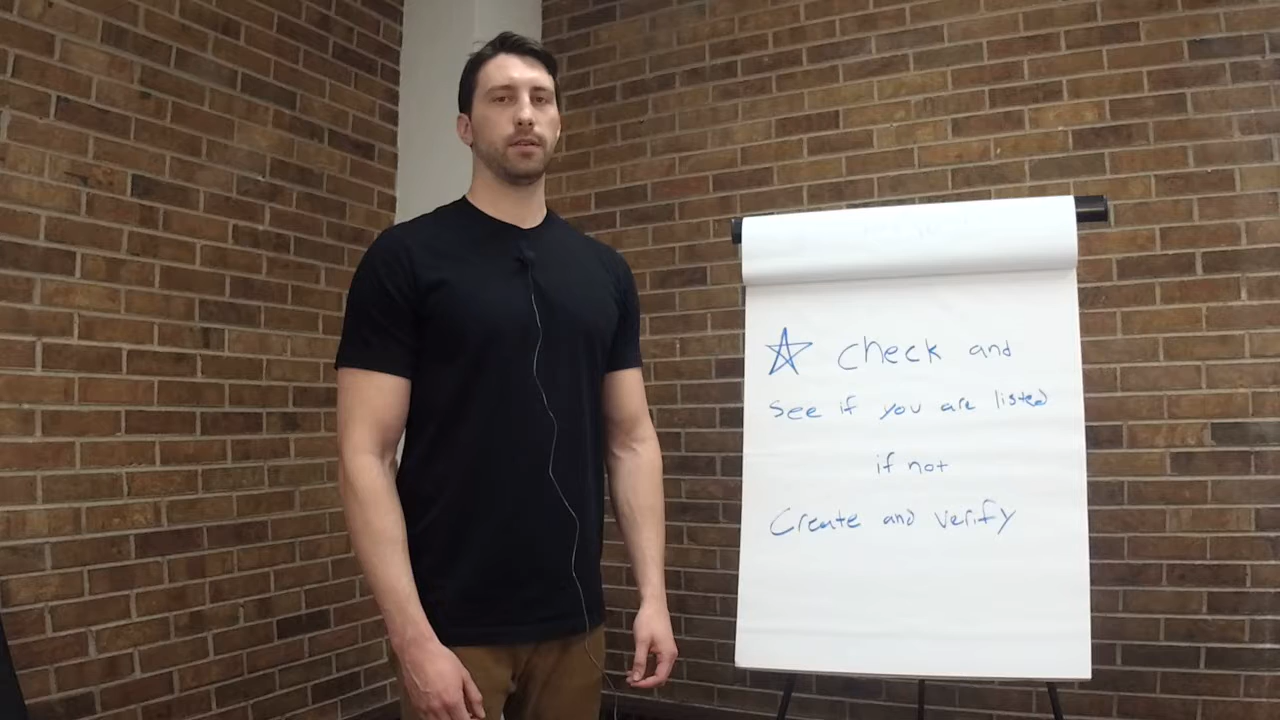 ☆ Check and
See if you are listed
if not
Create and verify